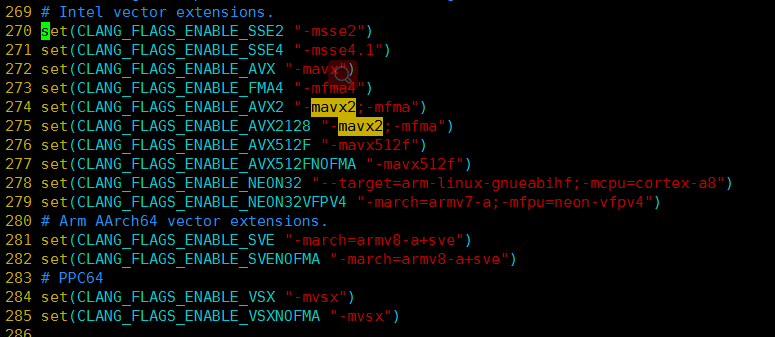 269 # Intel vector extensions.
270 set(CLANG_FLAGS_ENABLE_SSE2 "-msse2")
271 set(CLANG_FLAGS_ENABLE_SSE4 "-msse4.1")
272 set(CLANG_FLAGS_ENABLE_AVX "-mavx")
273 set(CLANG_FLAGS_ENABLE_FMA4 "-mfma4")
274 set(CLANG_FLAGS_ENABLE_AVX2 "-mavx2;-mfma")
275 set(CLANG_FLAGS_ENABLE_AVX2128 "-mavx2;-mfma")
276 set(CLANG_FLAGS_ENABLE_AVX512F "-mavx512f")
277 set(CLANG_FLAGS_ENABLE_AVX512FNOFMA "-mavx512f")
278 set(CLANG_FLAGS_ENABLE_NEON32 "--target=arm-linux-gnueabihf;-mcpu=cortex-a8")
279 set(CLANG_FLAGS_ENABLE_NEON32VFPV4 "-march=armv7-a;-mfpu=neon-vfpv4")
280 # Arm AArch64 vector extensions.
281 set(CLANG_FLAGS_ENABLE_SVE "-march=armv8-a+sve")
282 set(CLANG_FLAGS_ENABLE_SVENOFMA "-march=armv8-a+sve")
283 # PPC64
284 set(CLANG_FLAGS_ENABLE_VSX "-mvsx")
285 set(CLANG_FLAGS_ENABLE_VSXNOFMA "-mvsx")
286